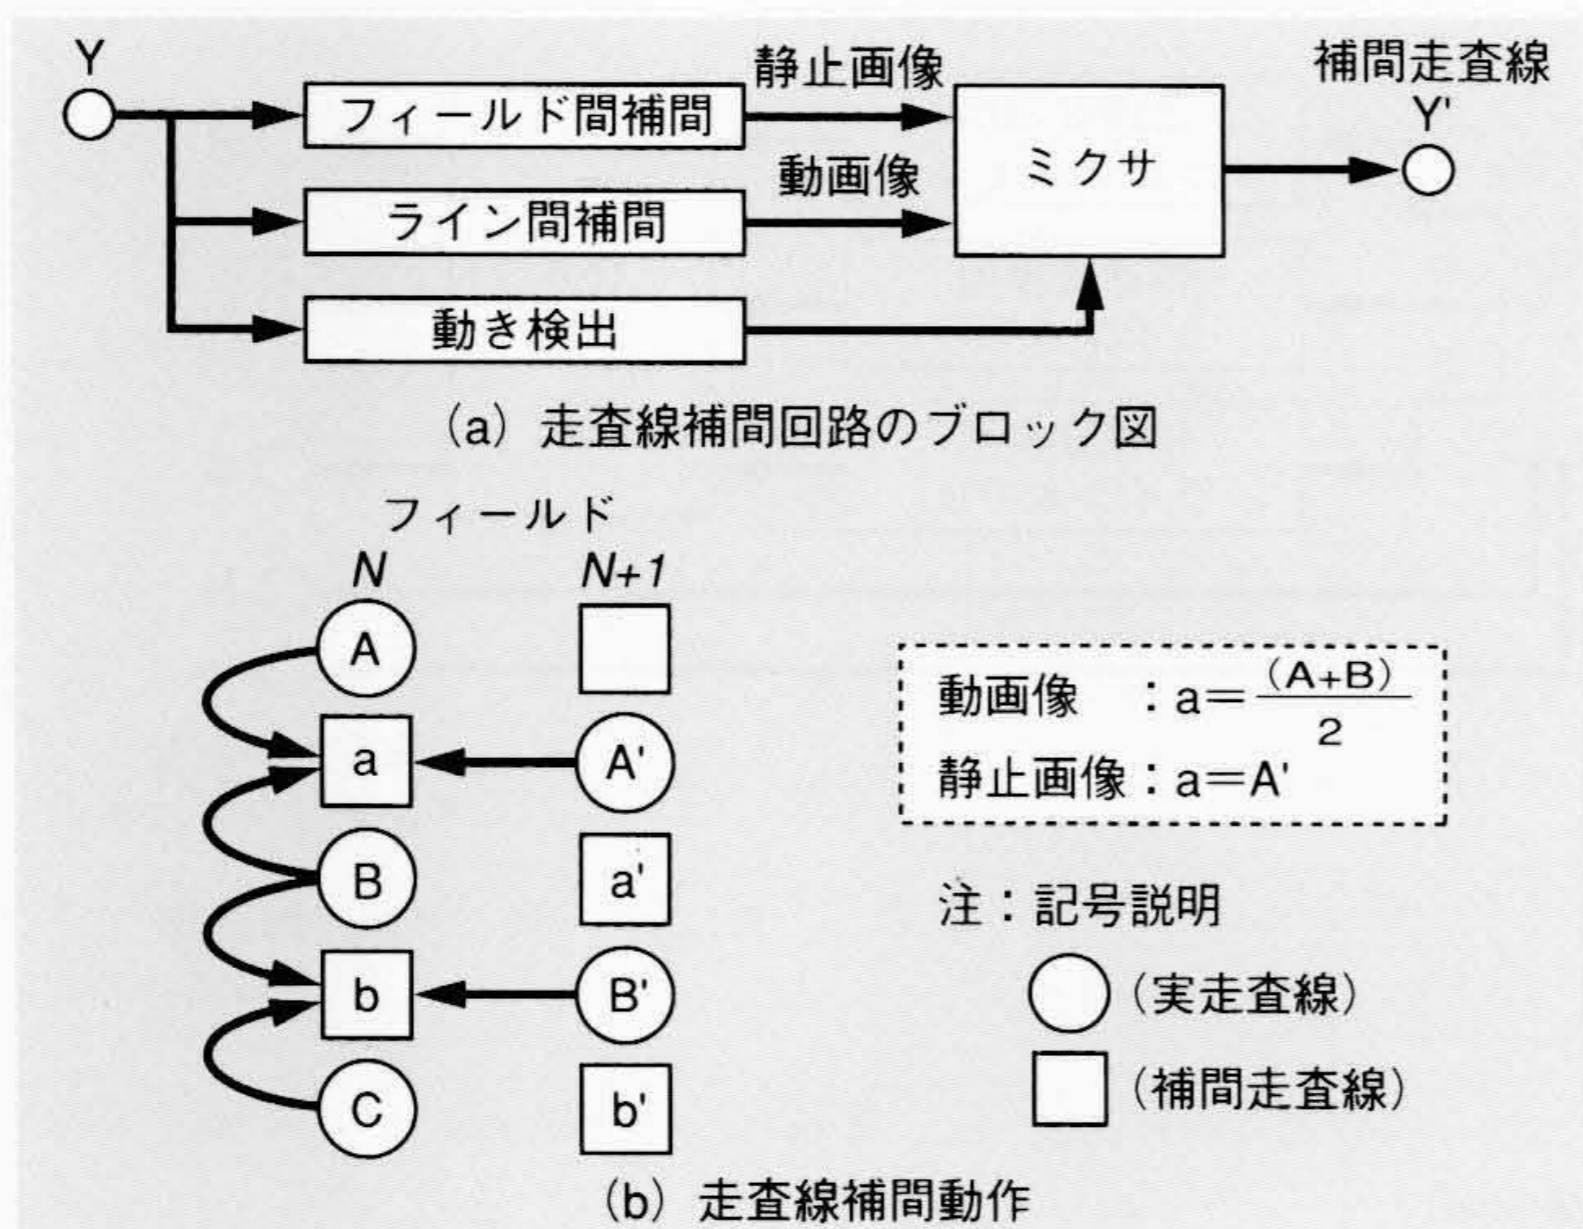 Y
フィールド間補間
静止画像
ライン間補間
動画像
動き検出
ミクサ
補間走査線
Y'
(a) 走査線補間回路のブロック図
フィールド
N N+1
A
a A'
B a'
b B'
C b'
動画像 : a=(A+B)/2
静止画像:a=A'
注:記号説明
(実走査線)
(補間走査線)
(b) 走査線補間動作